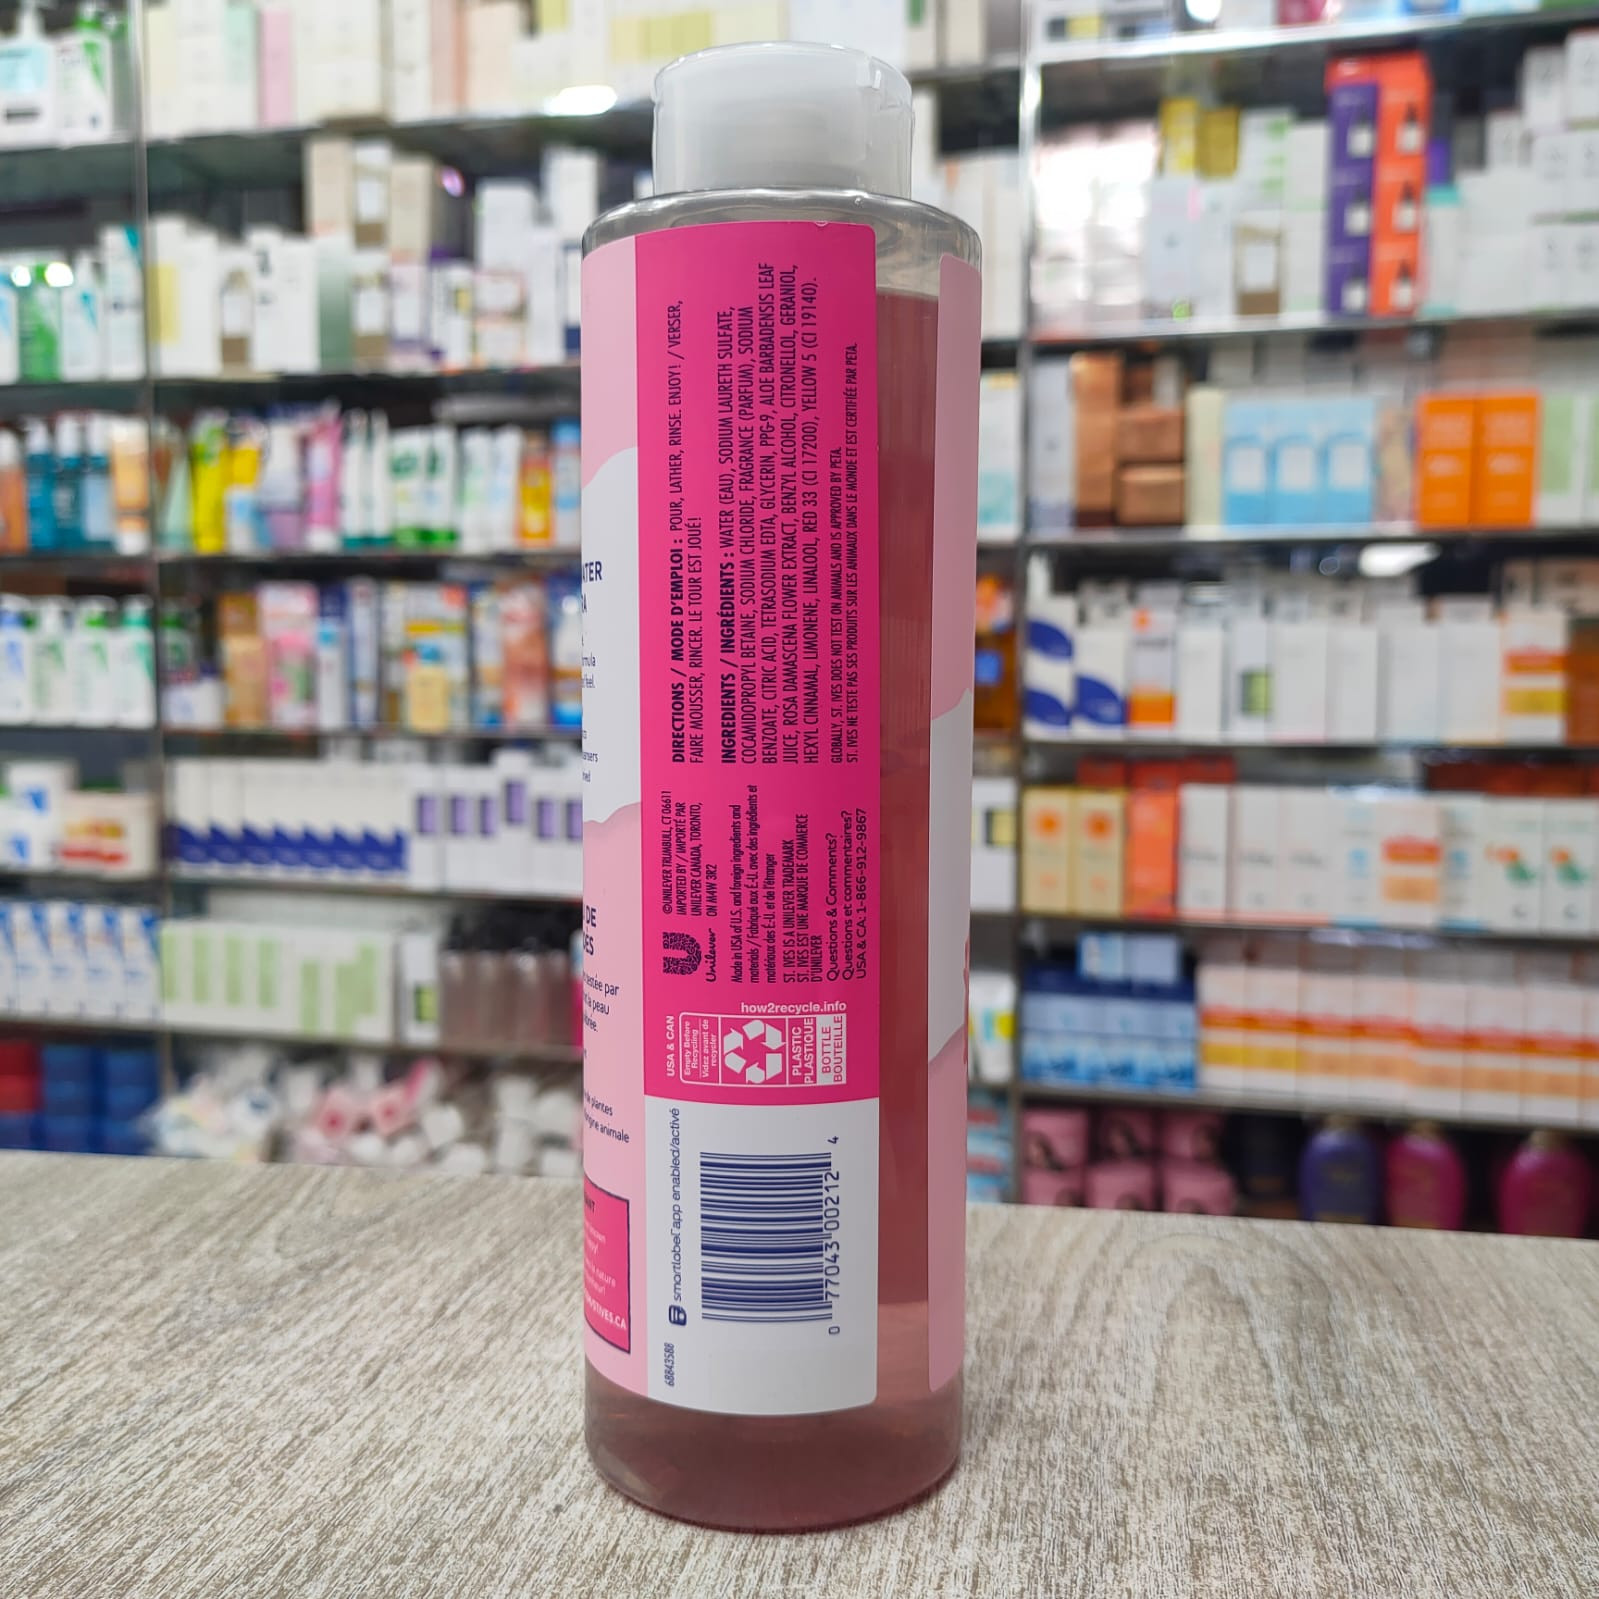 DIRECTIONS / MODE D'EMPLOI : POUR, LATHER, RINSE. ENJOY! / VERSER,
FAIRE MOUSSER, RINCER. LE TOUR EST JOUÉ!
INGREDIENTS / INGRÉDIENTS : WATER (EAU), SODIUM LAURETH SULFATE,
COCAMIDOPROPYL BETAINE, SODIUM CHLORIDE, FRAGRANCE (PARFUM), SODIUM
BENZOATE, CITRIC ACID, TETRASODIUM EDTA, GLYCERIN, PPG-9, ALOE BARBADENSIS LEAF
JUICE, ROSA DAMASCENA FLOWER EXTRACT, BENZYL ALCOHOL, CITRONELLOL, GERANIOL,
HEXYL CINNAMAL, LIMONENE, LINALOOL, RED 33 (CI 17200), YELLOW 5 (CI 19140).
GLOBALLY, ST. IVES DOES NOT TEST ON ANIMALS AND IS APPROVED BY PETA.
ST. IVES NE TESTE PAS SES PRODUITS SUR LES ANIMAUX DANS LE MONDE ET EST CERTIFIÉE PAR PETA.
Unilever
©UNILEVER TRUMBULL, CT 06611
IMPORTED BY / IMPORTÉ PAR
UNILEVER CANADA, TORONTO,
ON M4W 3R2
Made in USA of U.S. and foreign ingredients and
materials / Fabriqué aux É.-U. avec des ingrédients et
matériaux des É.-U. et de l'étranger
ST. IVES IS A UNILEVER TRADEMARK
ST. IVES EST UNE MARQUE DE COMMERCE
D'UNILEVER
Questions & Comments?
Questions et commentaires?
USA & CA 1-866-912-9867
USA & CAN
how2recycle.info
Empty Before
Recycling
Videz avant de
recycler
PLASTIC
PLASTIQUE
BOTTLE
BOUTEILLE
smartlabel app enabled/activé
0 77043 00212 4
68843588